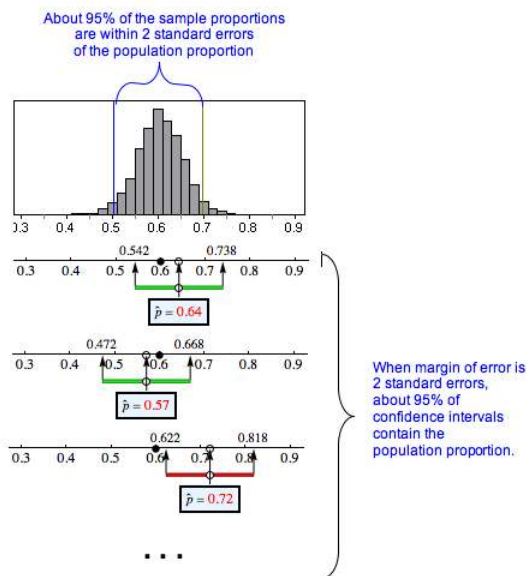 About 95% of the sample proportions
are within 2 standard errors
of the population proportion
0.3 0.4 0.5 0.6 0.7 0.8 0.9
0.542 0.738
0.3 0.4 0.5 0.6 0.7 0.8 0.9
p̂ = 0.64
0.472 0.668
0.3 0.4 0.5 0.6 0.7 0.8 0.9
p̂ = 0.57
0.622 0.818
0.3 0.4 0.5 0.6 0.7 0.8 0.9
p̂ = 0.72
...
When margin of error is
2 standard errors,
about 95% of
confidence intervals
contain the
population proportion.